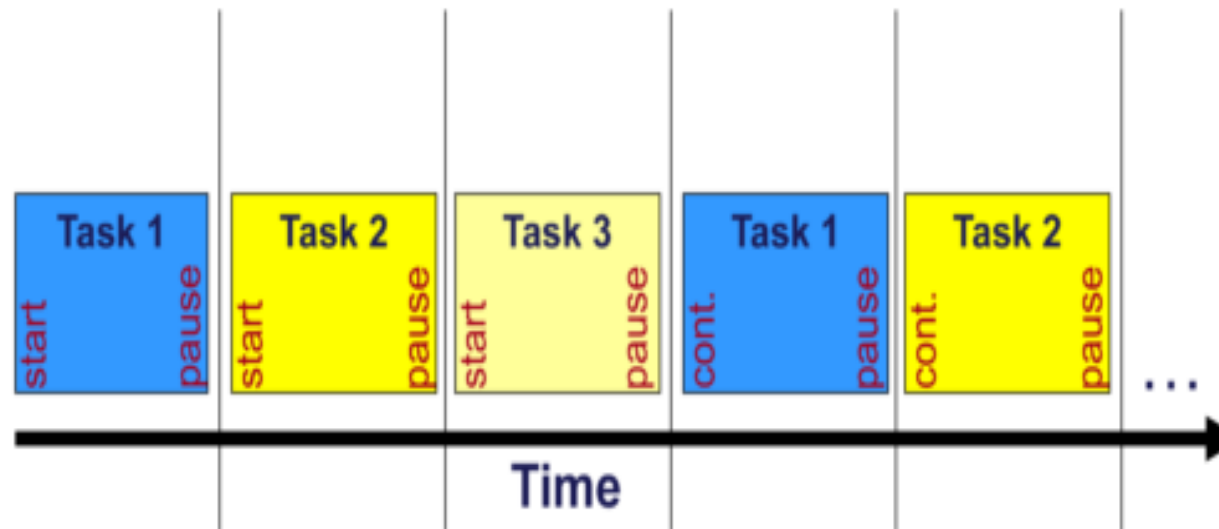 Task 1
start
pause
Task 2
start
pause
Task 3
start
pause
Task 1
cont.
pause
Task 2
cont.
pause
...
Time